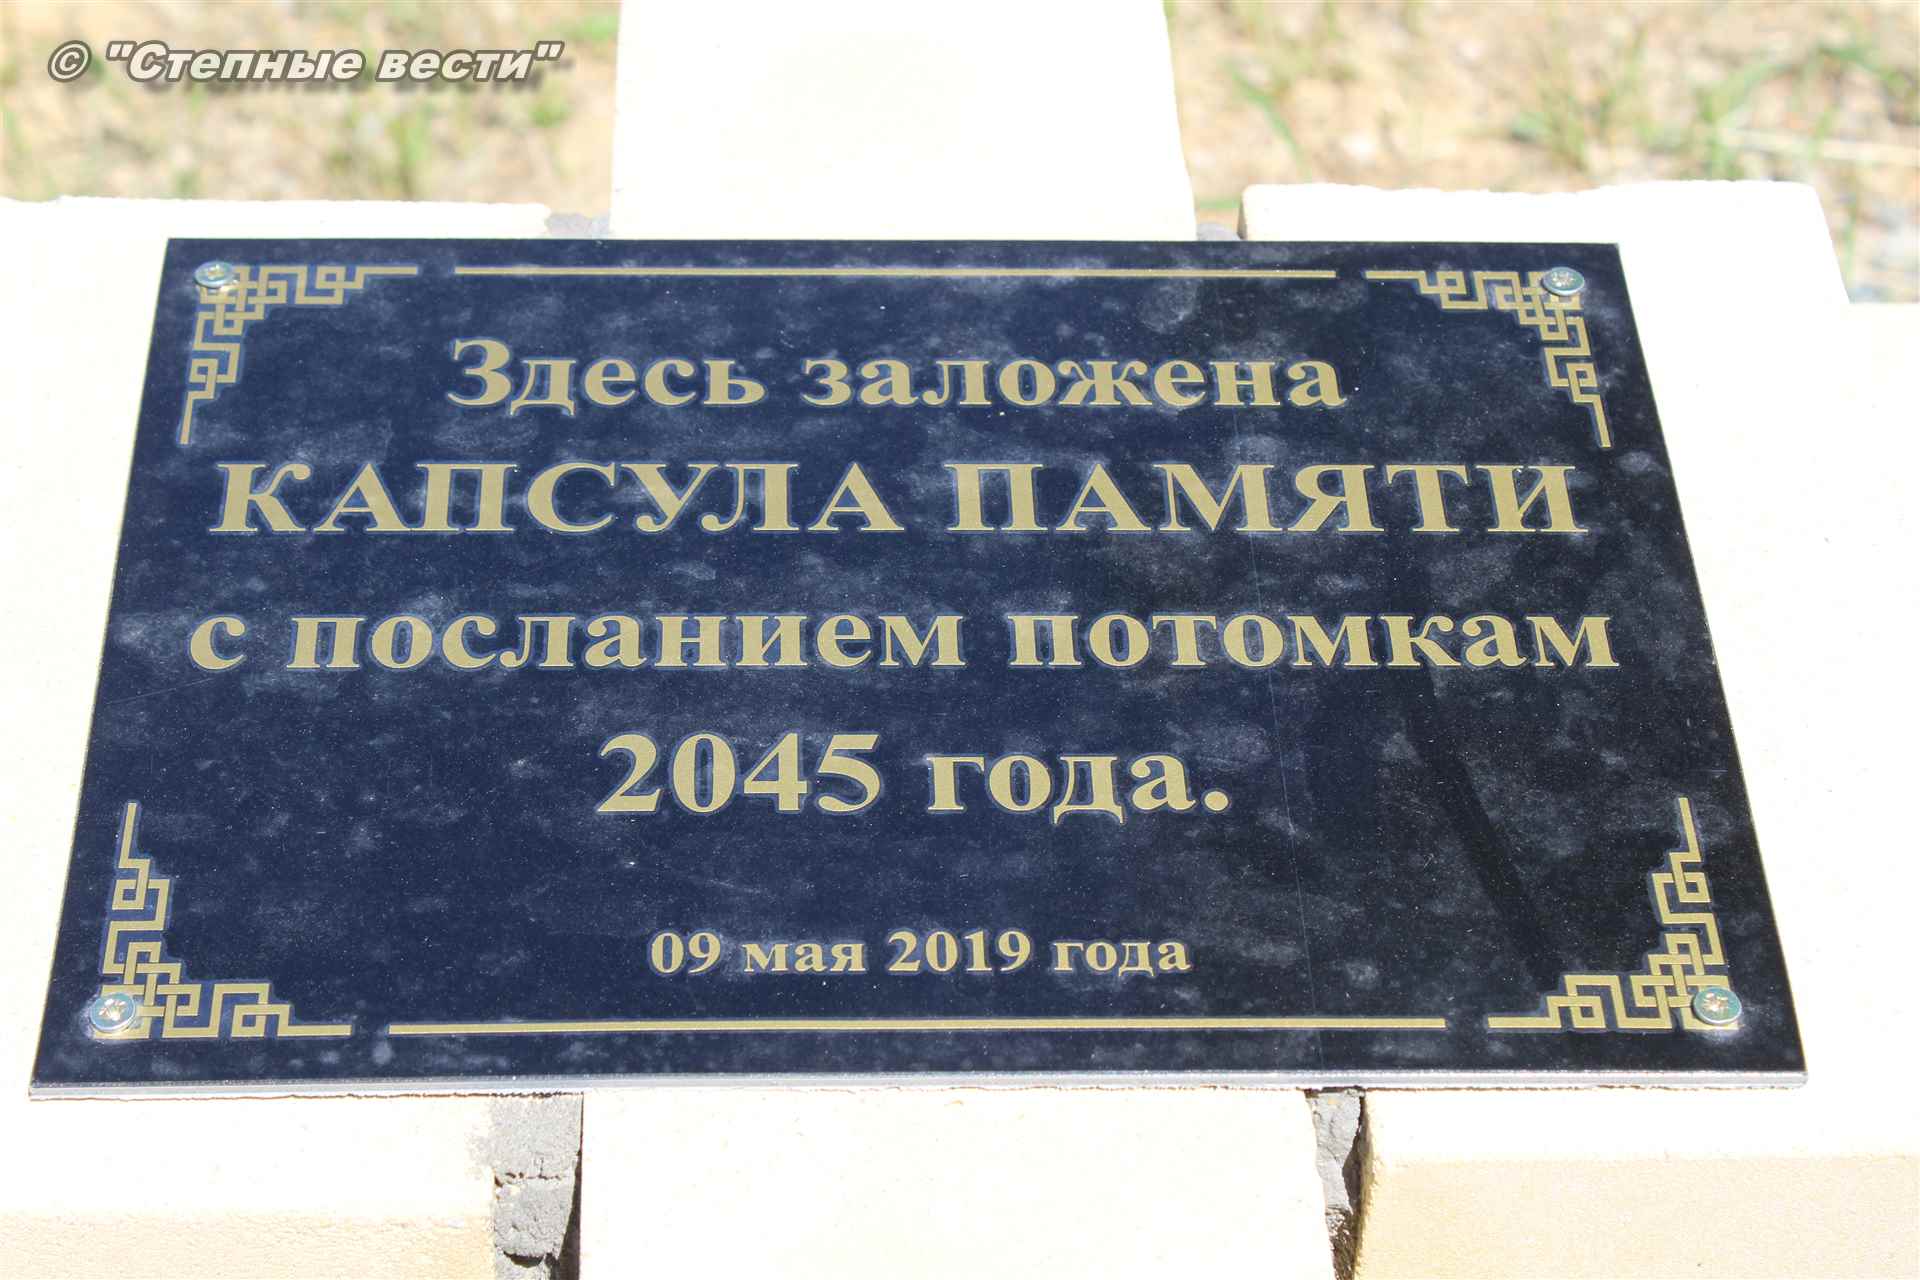 © "Степные вести"
Здесь заложена
КАПСУЛА ПАМЯТИ
с посланием потомкам
2045 года.
09 мая 2019 года